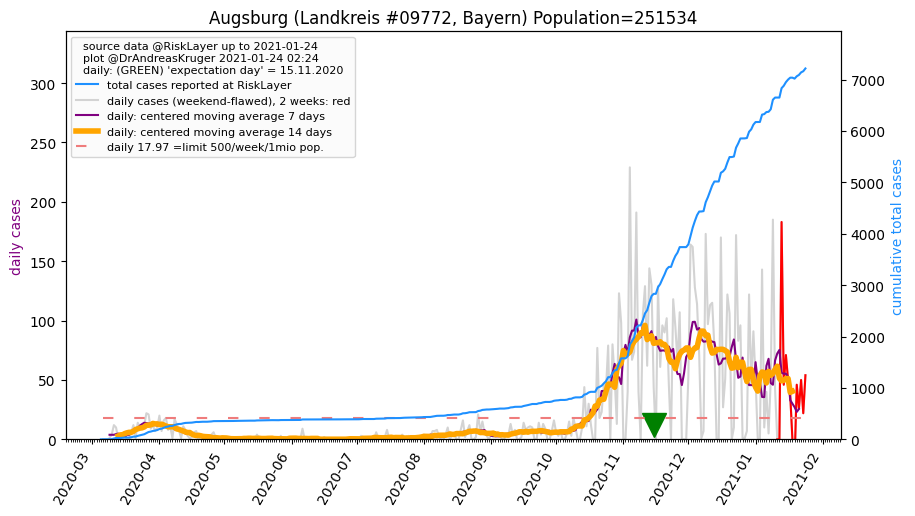 Augsburg (Landkreis #09772, Bayern) Population=251534
source data @RiskLayer up to 2021-01-24
plot @DrAndreasKruger 2021-01-24 02:24
daily: (GREEN) 'expectation day' = 15.11.2020
total cases reported at RiskLayer
daily cases (weekend-flawed), 2 weeks: red
daily: centered moving average 7 days
daily: centered moving average 14 days
daily 17.97 =limit 500/week/1mio pop.
daily cases
300
250
200
150
100
50
0
cumulative total cases
7000
6000
5000
4000
3000
2000
1000
0
2020-03
2020-04
2020-05
2020-06
2020-07
2020-08
2020-09
2020-10
2020-11
2020-12
2021-01
2021-02